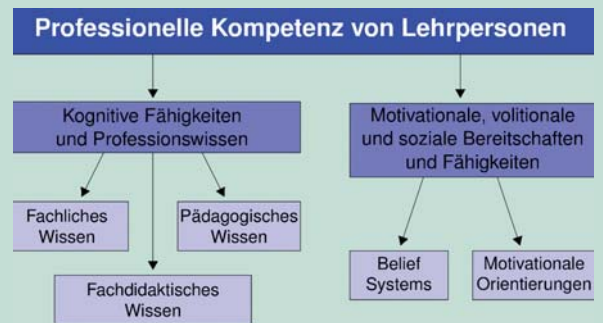 Professionelle Kompetenz von Lehrpersonen
Kognitive Fähigkeiten
und Professionswissen
Motivationale, volitionale
und soziale Bereitschaften
und Fähigkeiten
Fachliches
Wissen
Pädagogisches
Wissen
Fachdidaktisches
Wissen
Belief
Systems
Motivationale
Orientierungen